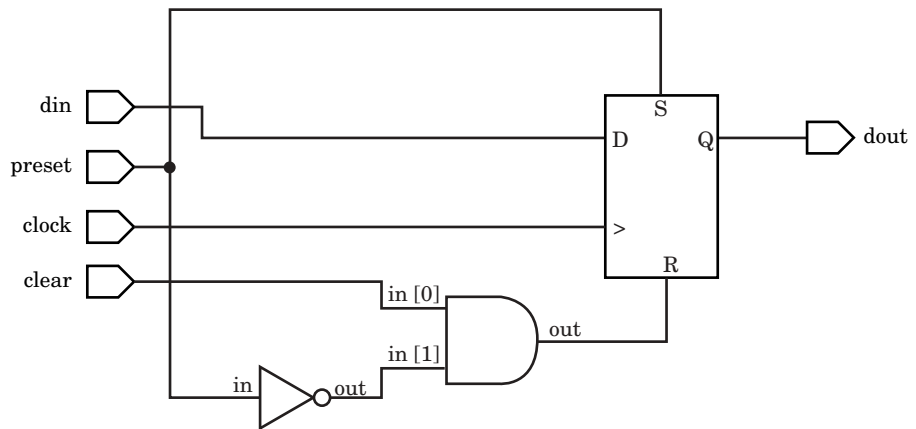 din
S
D
Q
dout
preset
clock
>
R
clear
in [0]
out
in [1]
in
out